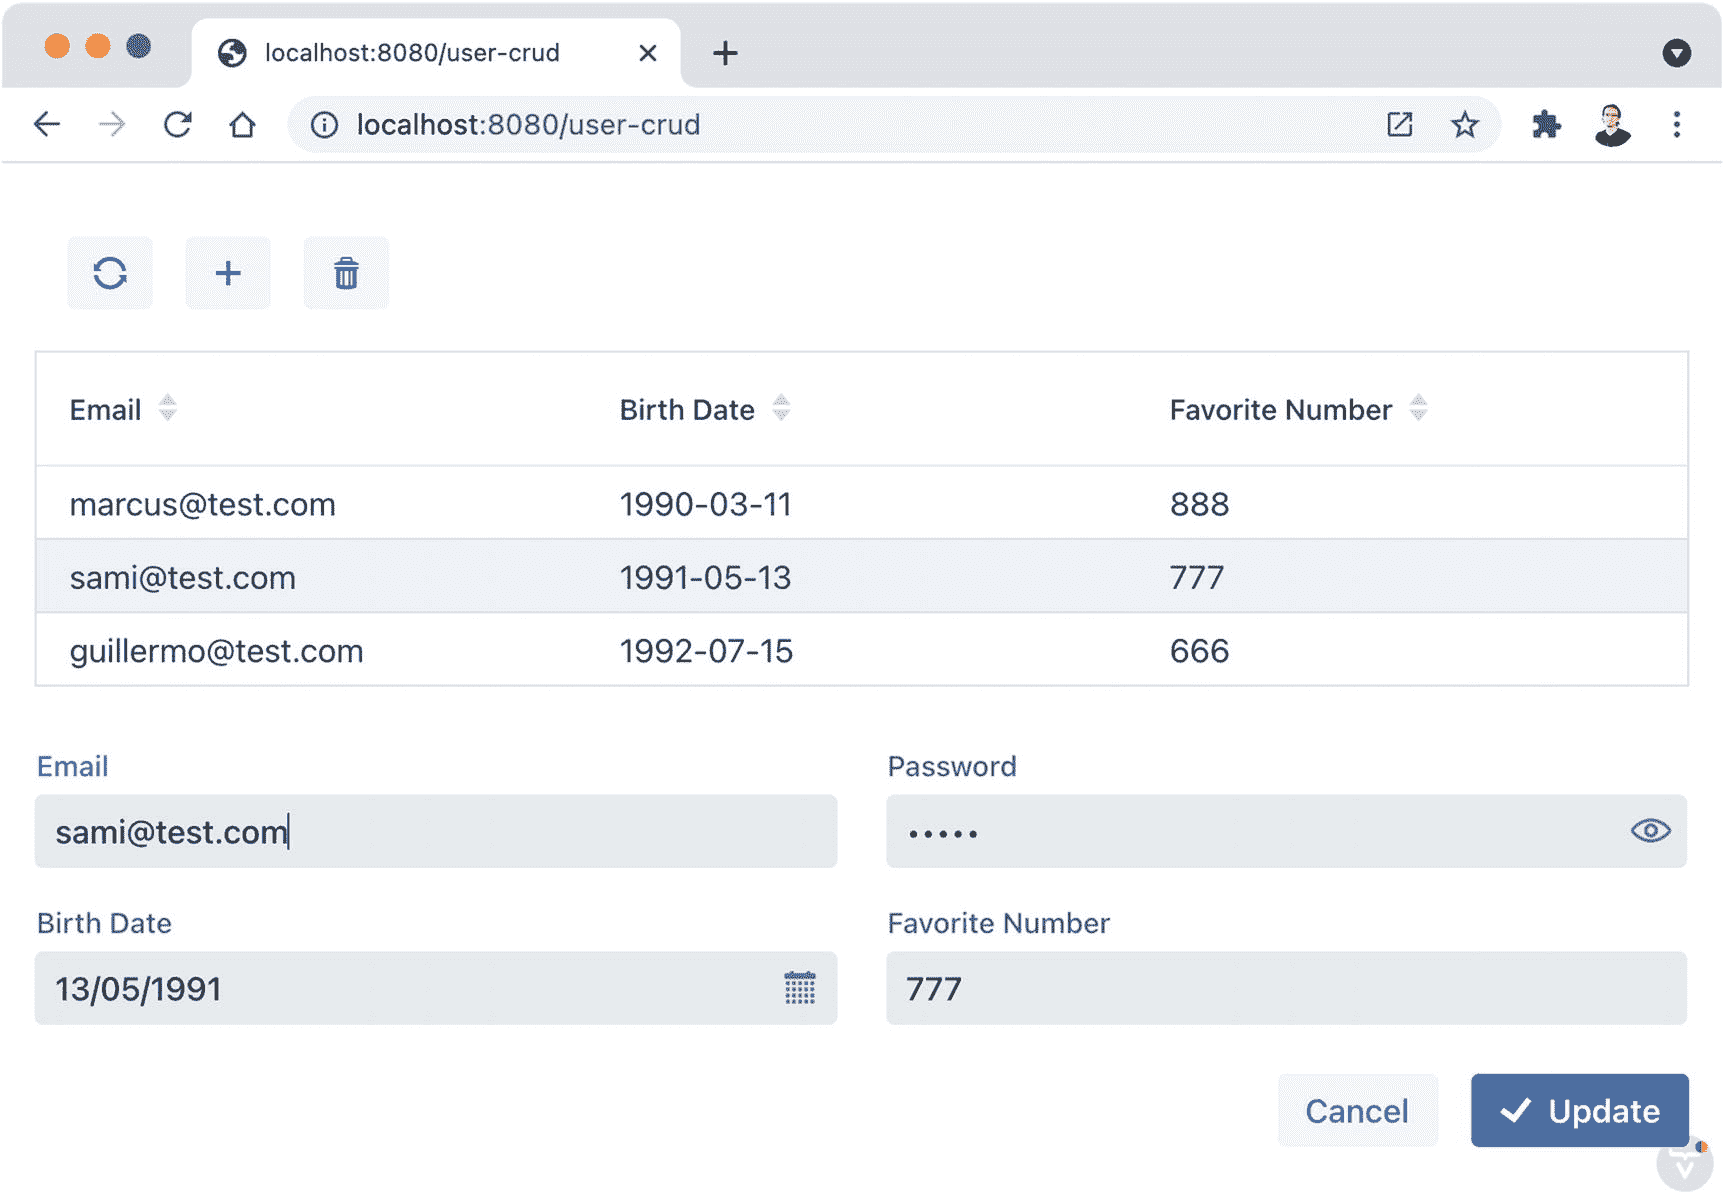 localhost:8080/user-crud
localhost:8080/user-crud
Email Birth Date Favorite Number
marcus@test.com 1990-03-11 888
sami@test.com 1991-05-13 777
guillermo@test.com 1992-07-15 666
Email Password
sami@test.com •••••
Birth Date Favorite Number
13/05/1991 777
Cancel Update